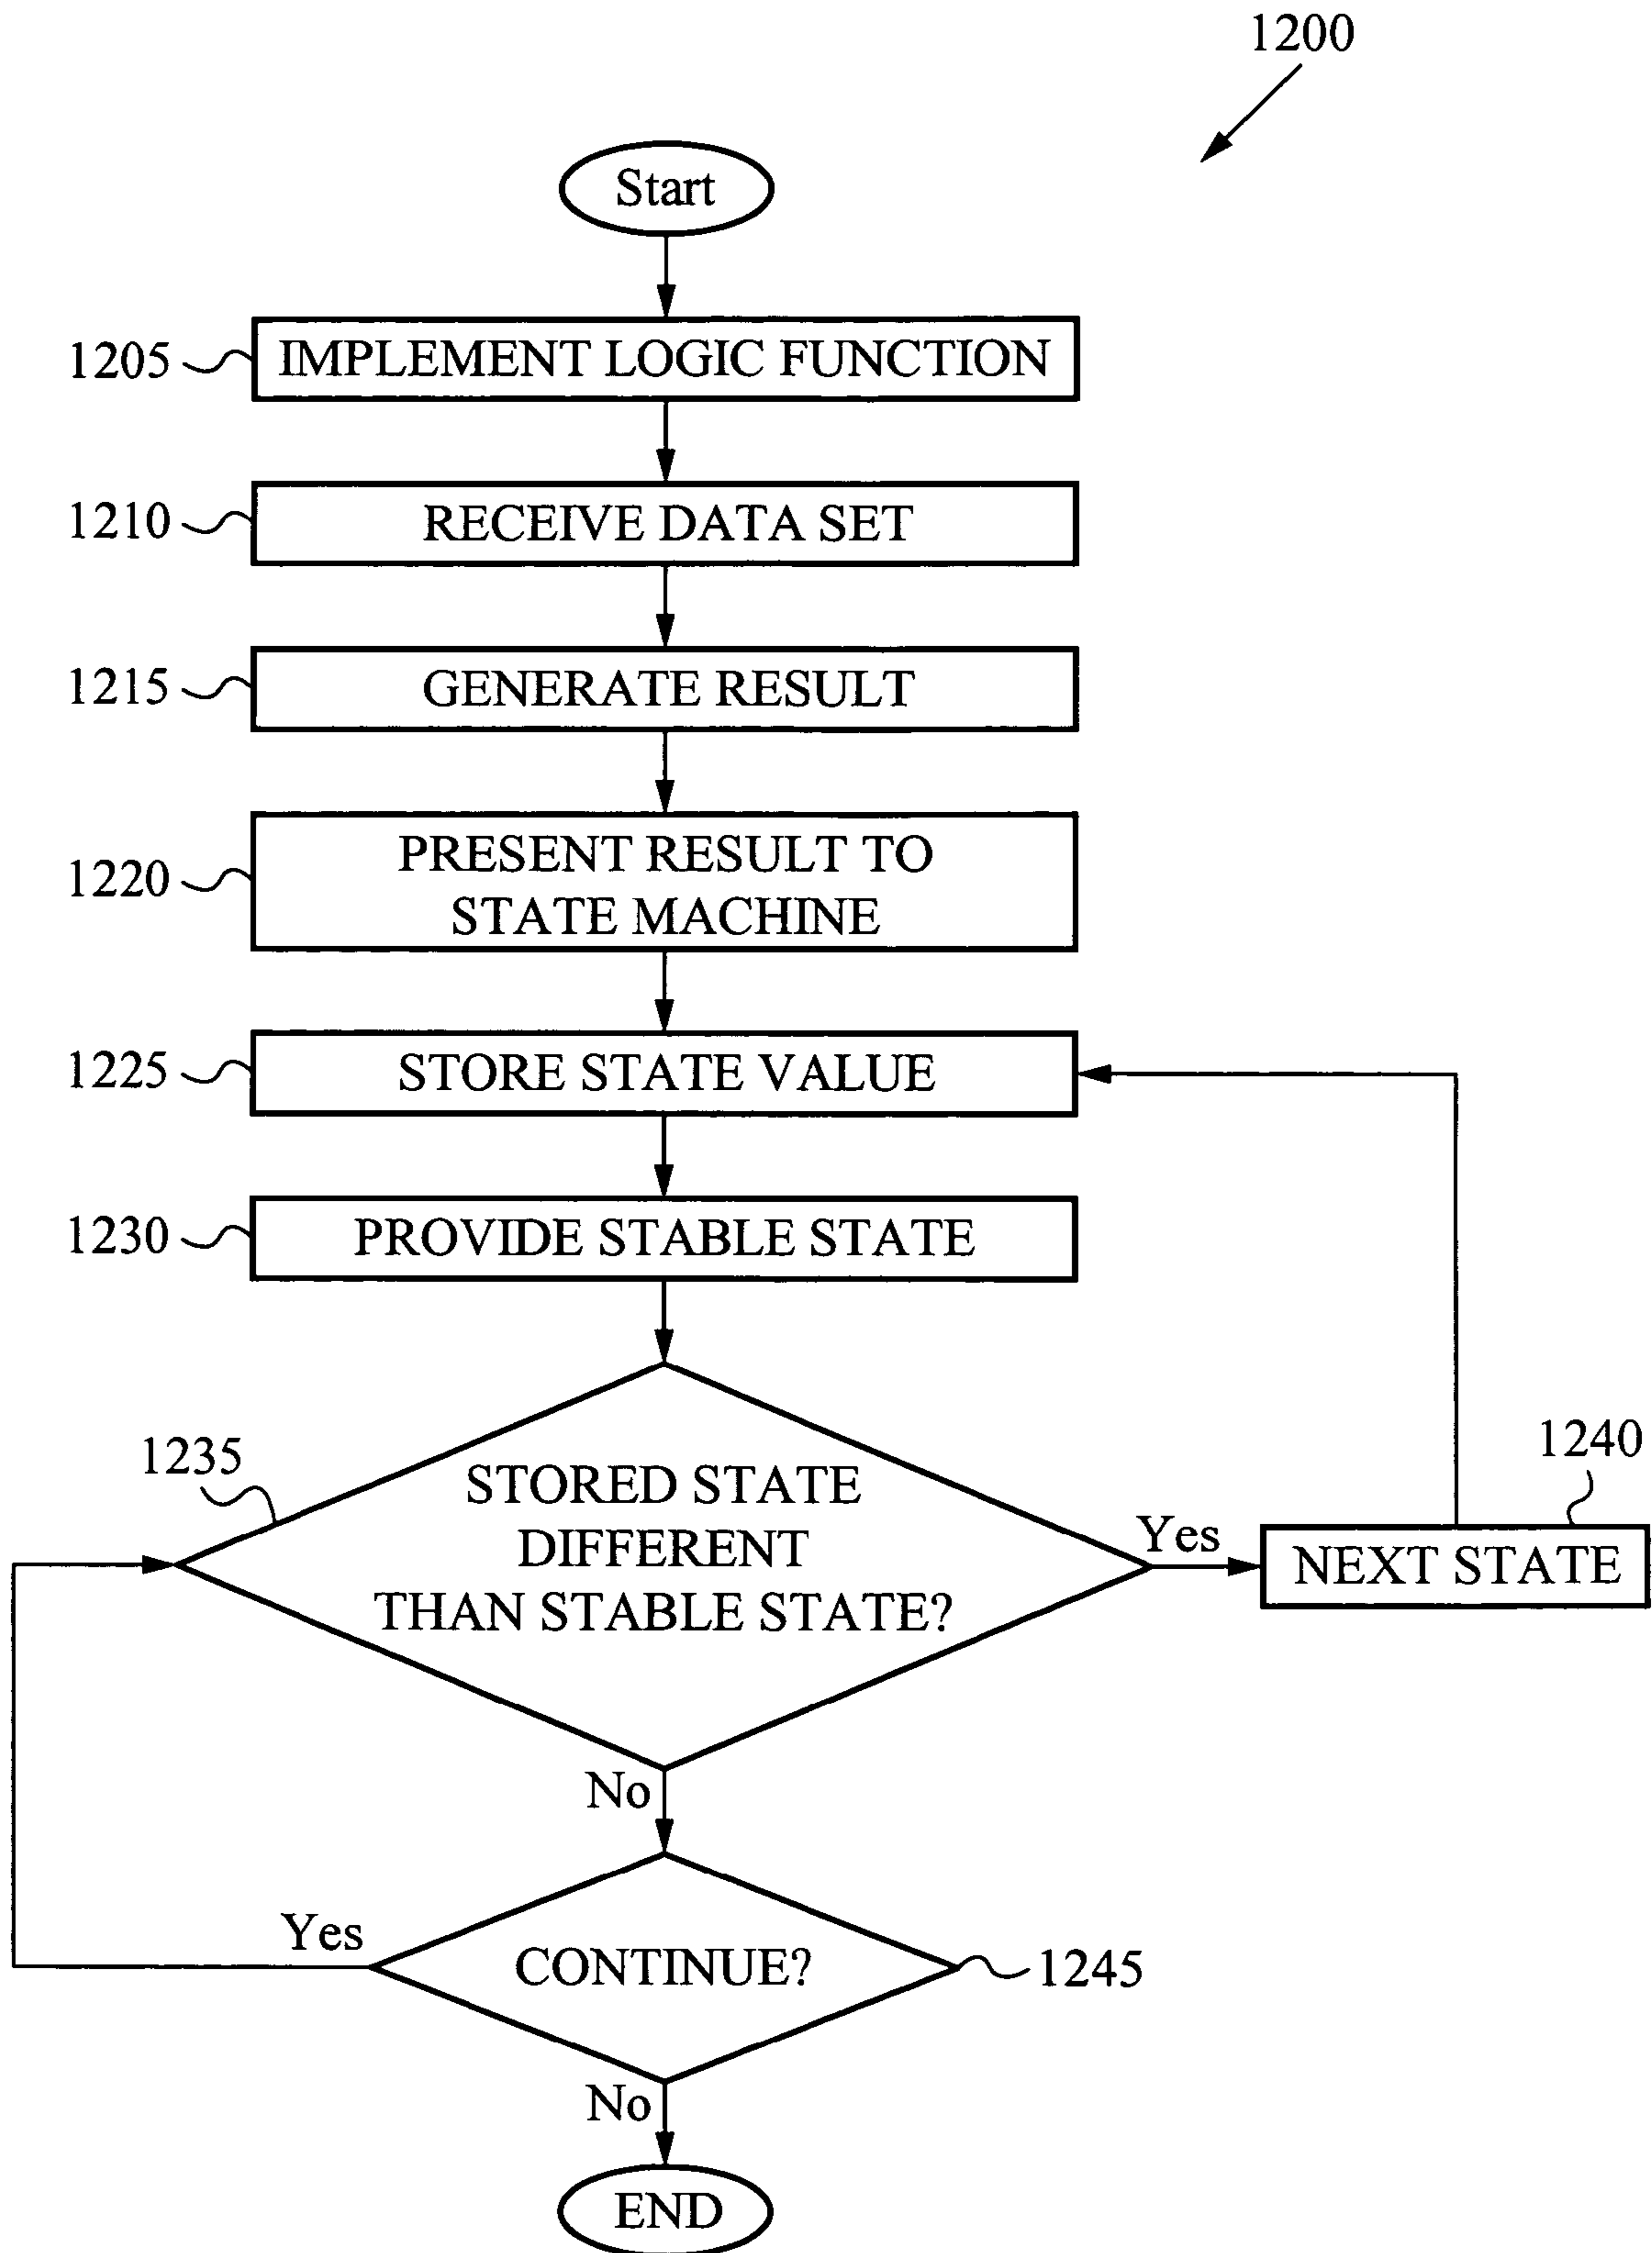 1200
Start
1205
IMPLEMENT LOGIC FUNCTION
1210
RECEIVE DATA SET
1215
GENERATE RESULT
1220
PRESENT RESULT TO
STATE MACHINE
1225
STORE STATE VALUE
1230
PROVIDE STABLE STATE
1235
STORED STATE
DIFFERENT
THAN STABLE STATE?
Yes
1240
NEXT STATE
No
Yes
CONTINUE?
1245
No
END